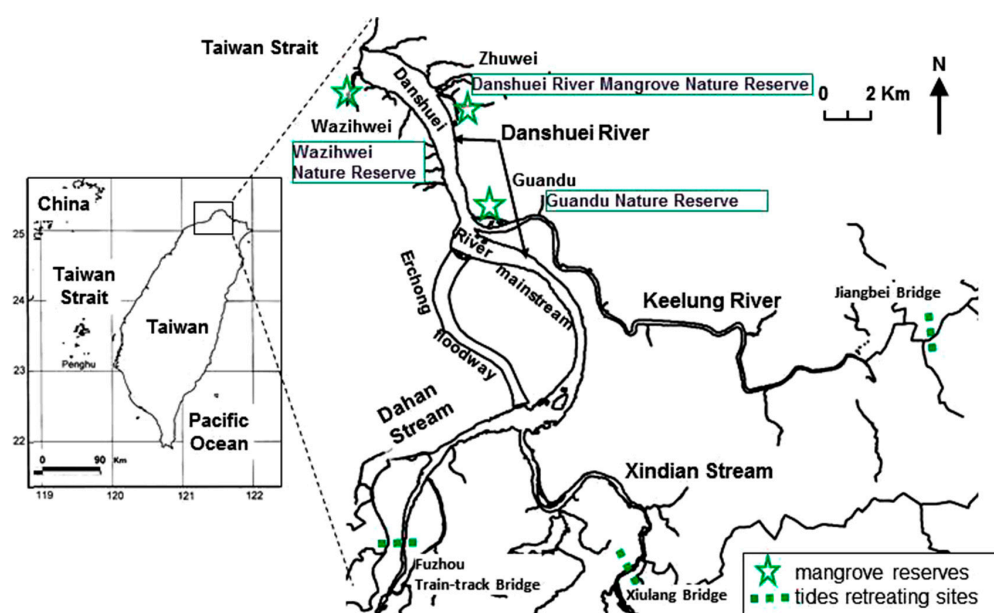 Taiwan Strait
Zhuwei
Danshuei River Mangrove Nature Reserve
N
0 2 Km
Danshuei
Wazihwei
Danshuei River
Wazihwei
Nature Reserve
Guandu
Guandu Nature Reserve
China
25
River
mainstream
Taiwan
Strait
24
Erchong
floodway
Keelung River
Jiangbei Bridge
Taiwan
Penghu
23
Dahan
Stream
Pacific
Ocean
22
Xindian Stream
0 90 Km
119 120 121 122
Fuzhou
Train-track Bridge
Xiulang Bridge
mangrove reserves
tides retreating sites